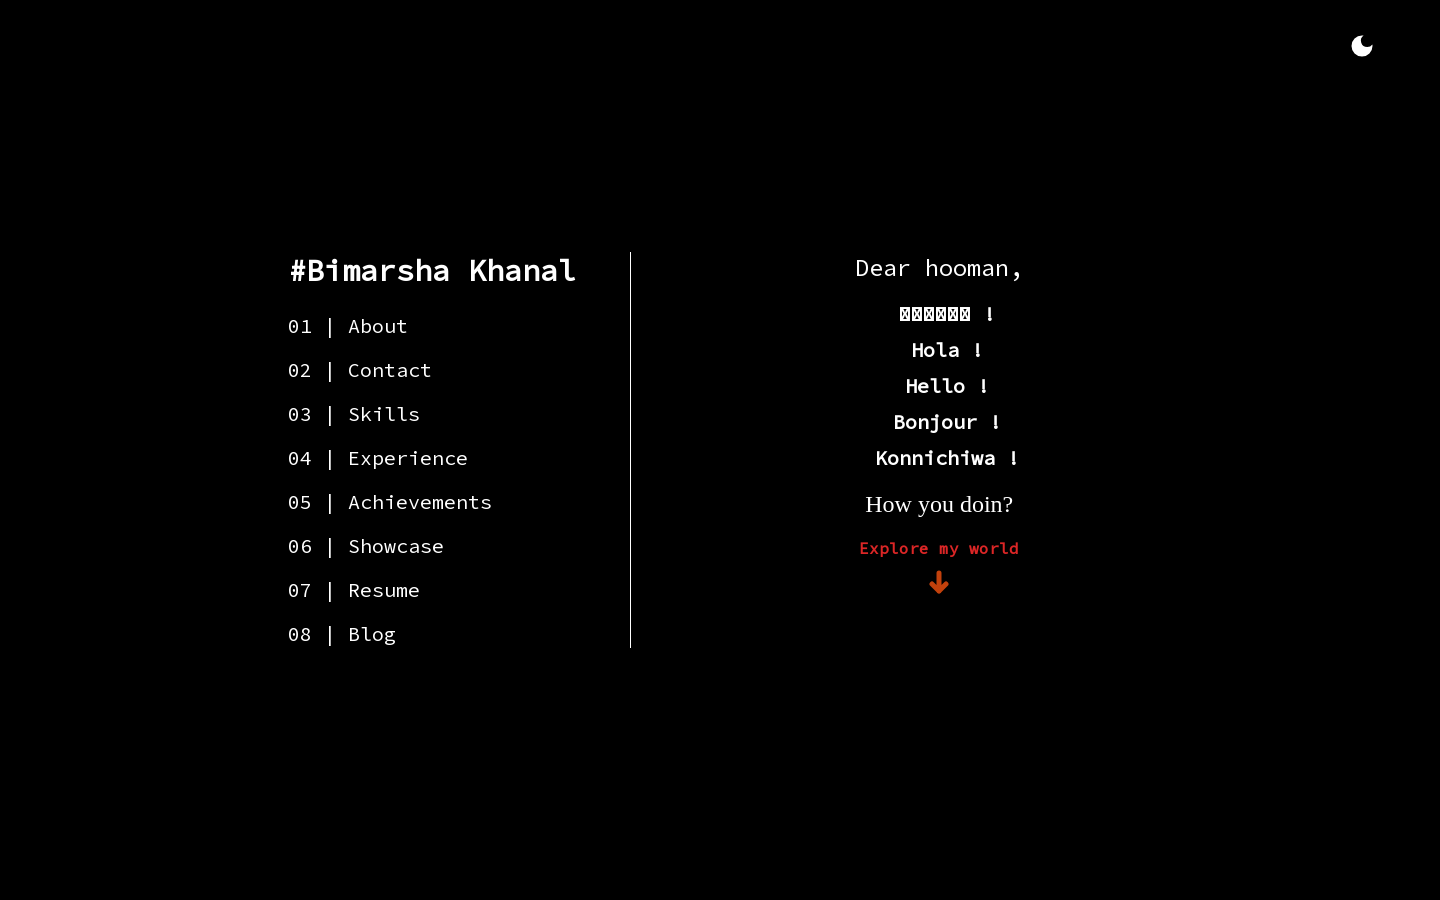 #Bimarsha Khanal
01 | About
02 | Contact
03 | Skills
04 | Experience
05 | Achievements
06 | Showcase
07 | Resume
08 | Blog
Dear hooman,
!
Hola !
Hello !
Bonjour !
Konnichiwa !
How you doin?
Explore my world